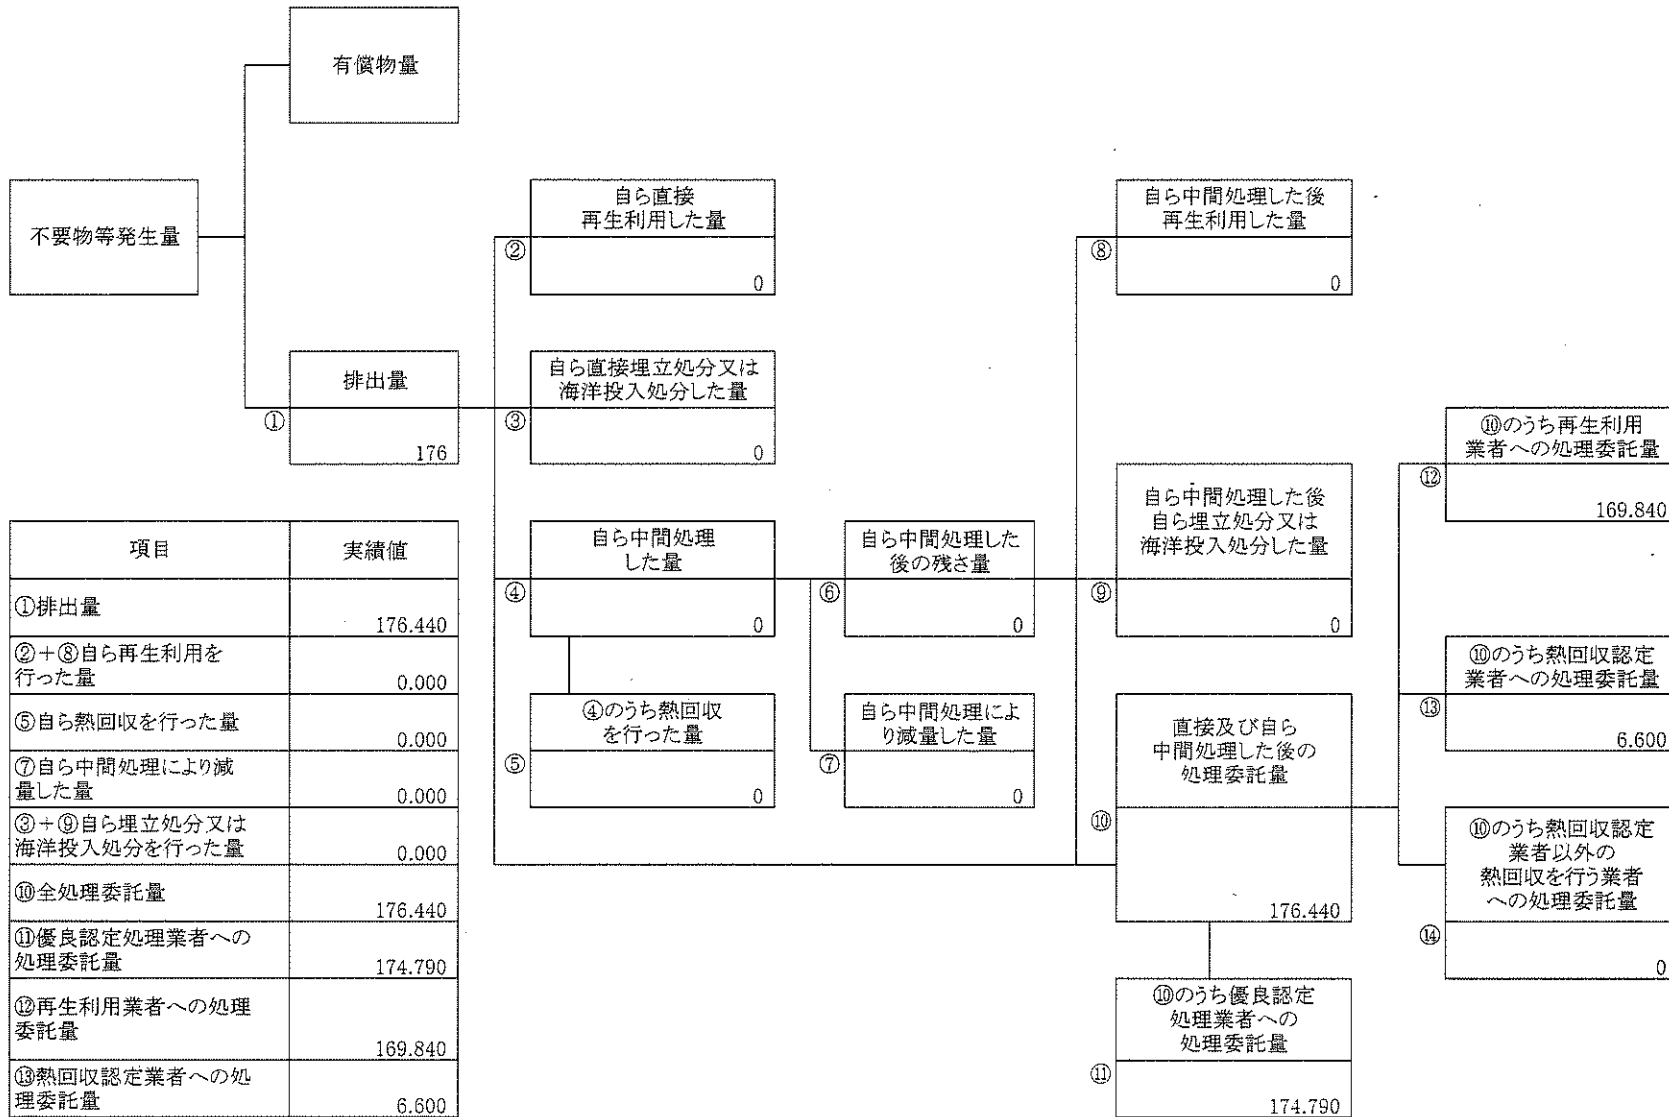 有償物量
不要物等発生量
自ら直接
再生利用した量
②
0
自ら中間処理した後
再生利用した量
⑧
0
排出量
①
176
自ら直接埋立処分又は
海洋投入処分した量
③
0
⑩のうち再生利用
業者への処理委託量
⑫
169.840
自ら中間処理
した量
④
0
自ら中間処理した
後の残さ量
⑥
0
自ら中間処理した後
自ら埋立処分又は
海洋投入処分した量
⑨
0
④のうち熱回収
を行った量
⑤
0
自ら中間処理によ
り減量した量
⑦
0
直接及び自ら
中間処理した後の
処理委託量
⑩
176.440
⑩のうち熱回収認定
業者への処理委託量
⑬
6.600
⑩のうち熱回収認定
業者以外の
熱回収を行う業者
への処理委託量
⑭
0
⑩のうち優良認定
処理業者への
処理委託量
⑪
174.790
項目 実績値
①排出量
176.440
②+⑧自ら再生利用を
行った量 0.000
⑤自ら熱回収を行った量
0.000
⑦自ら中間処理により減
量した量 0.000
③+⑨自ら埋立処分又は
海洋投入処分を行った量 0.000
⑩全処理委託量
176.440
⑪優良認定処理業者への
処理委託量 174.790
⑫再生利用業者への処理
委託量
169.840
⑬熱回収認定業者への処
理委託量 6.600